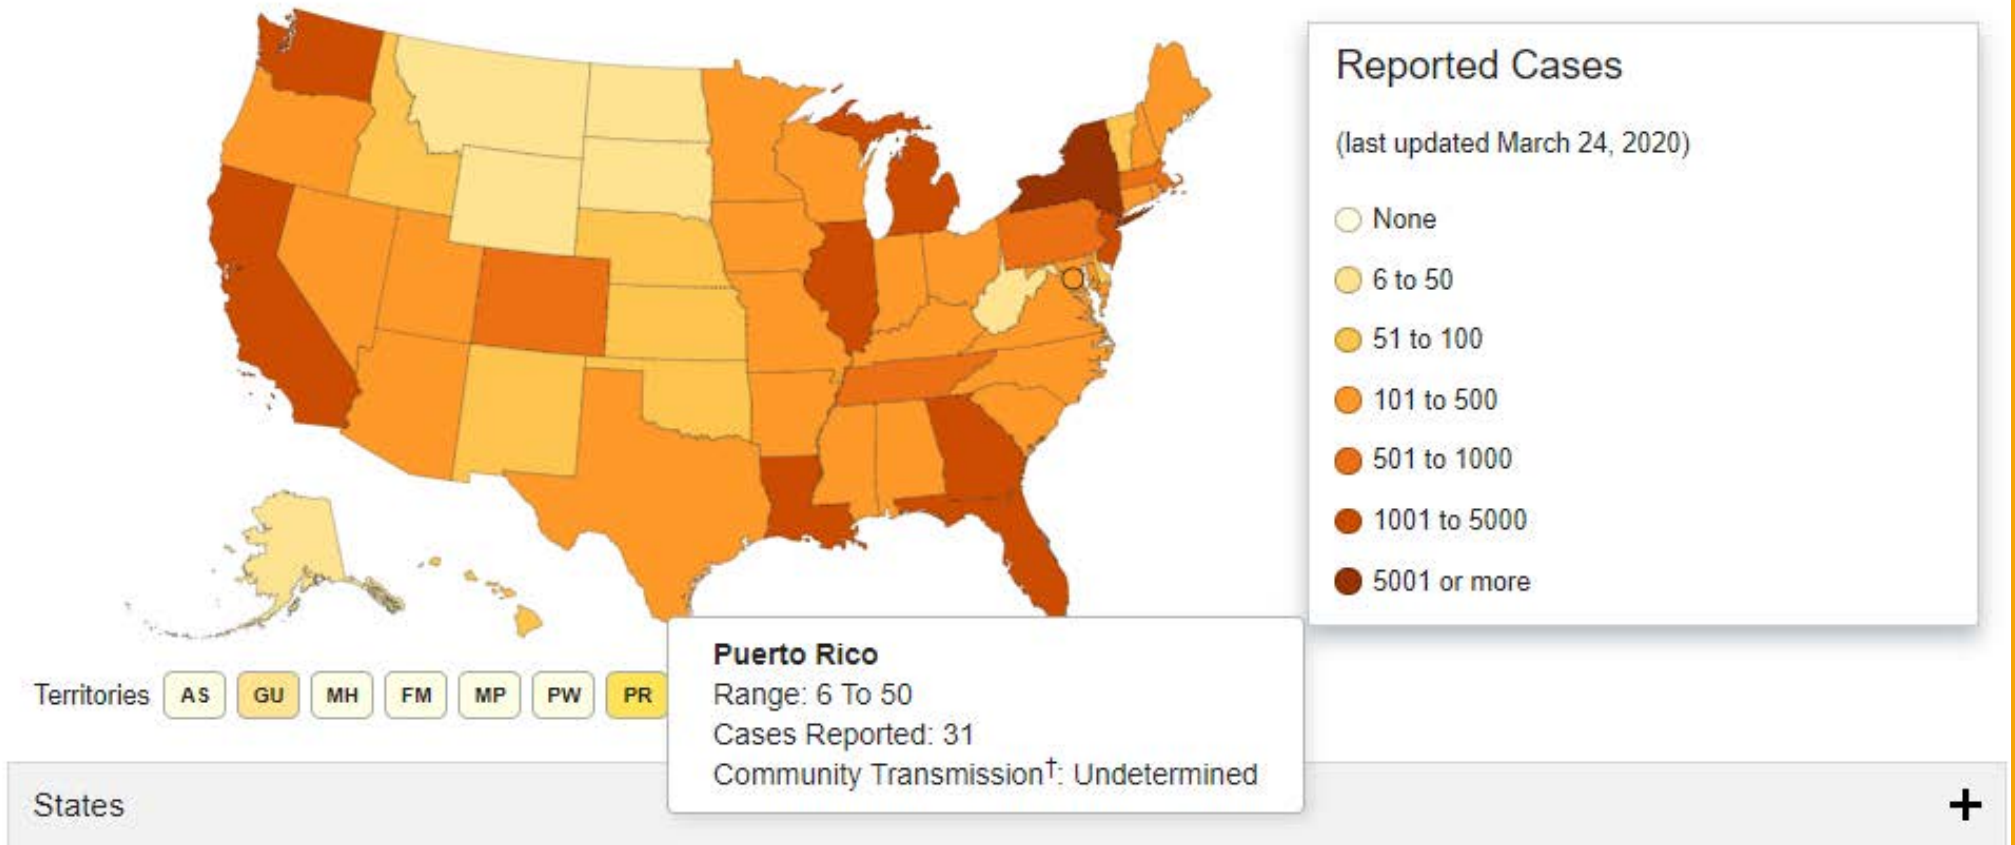 Reported Cases
(last updated March 24, 2020)
None
6 to 50
51 to 100
101 to 500
501 to 1000
1001 to 5000
5001 or more
Territories AS GU MH FM MP PW PR
Puerto Rico
Range: 6 To 50
Cases Reported: 31
Community Transmission†: Undetermined
States +